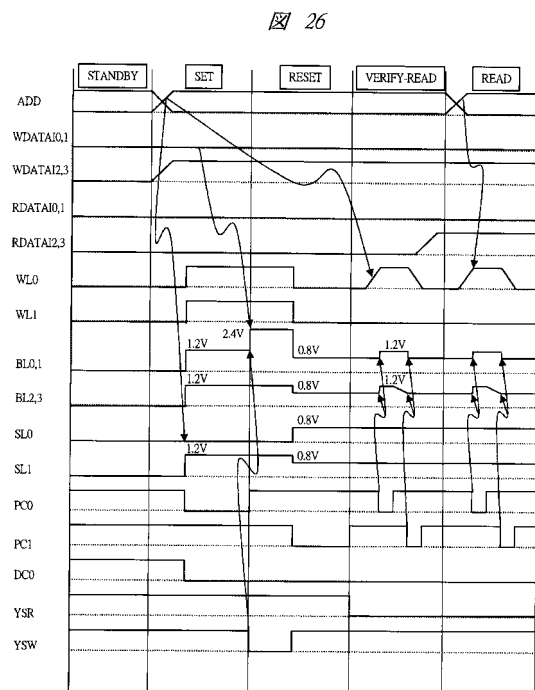 図 26
STANDBY SET RESET VERIFY-READ READ
ADD
WDATAI0,1
WDATAI2,3
RDATAI0,1
RDATAI2,3
WL0
WL1
2.4V
1.2V 0.8V 1.2V
BL0,1
1.2V 0.8V 1.2V
BL2,3
0.8V
SL0
1.2V 0.8V
SL1
PC0
PC1
DC0
YSR
YSW